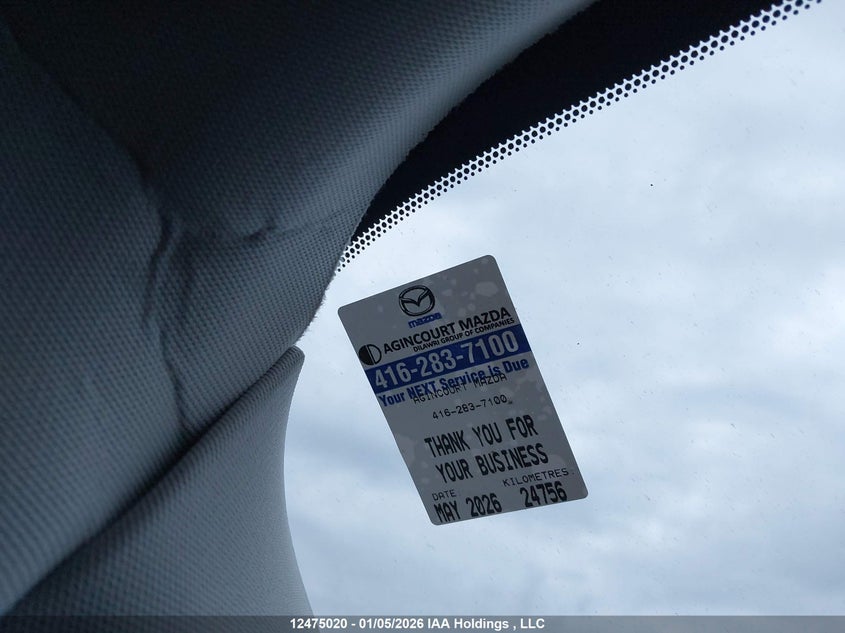 mazda
AGINCOURT MAZDA
DILAWRI GROUP OF COMPANIES
416-283-7100
Your NEXT Service is Due
AGINCOURT MAZDA
416-283-7100
THANK YOU FOR
YOUR BUSINESS
DATE KILOMETRES
MAY 2026 24756
12475020 - 01/05/2026 IAA Holdings , LLC